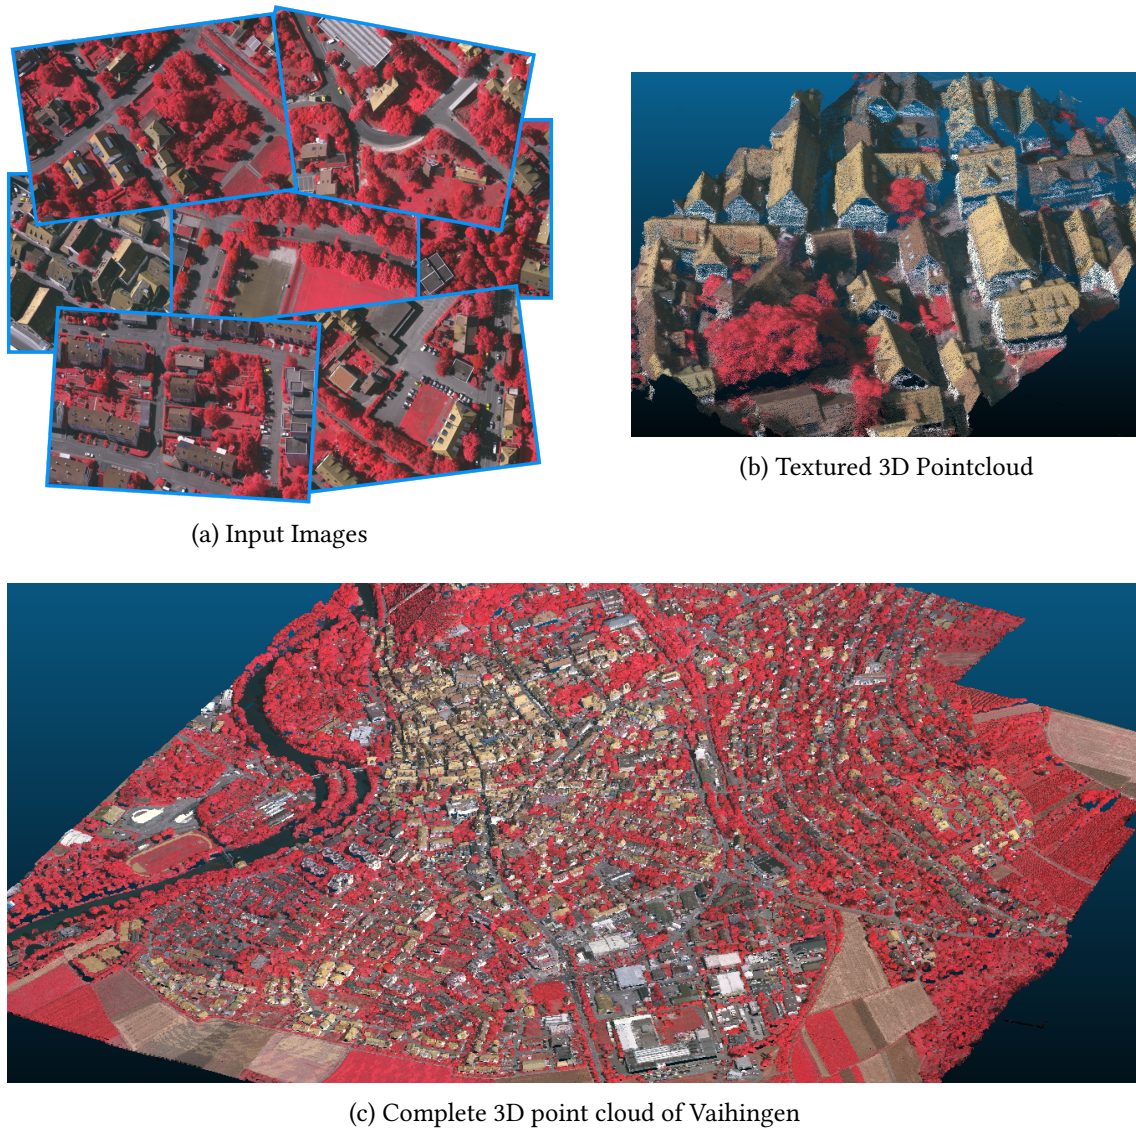 (a) Input Images
(b) Textured 3D Pointcloud
(c) Complete 3D point cloud of Vaihingen